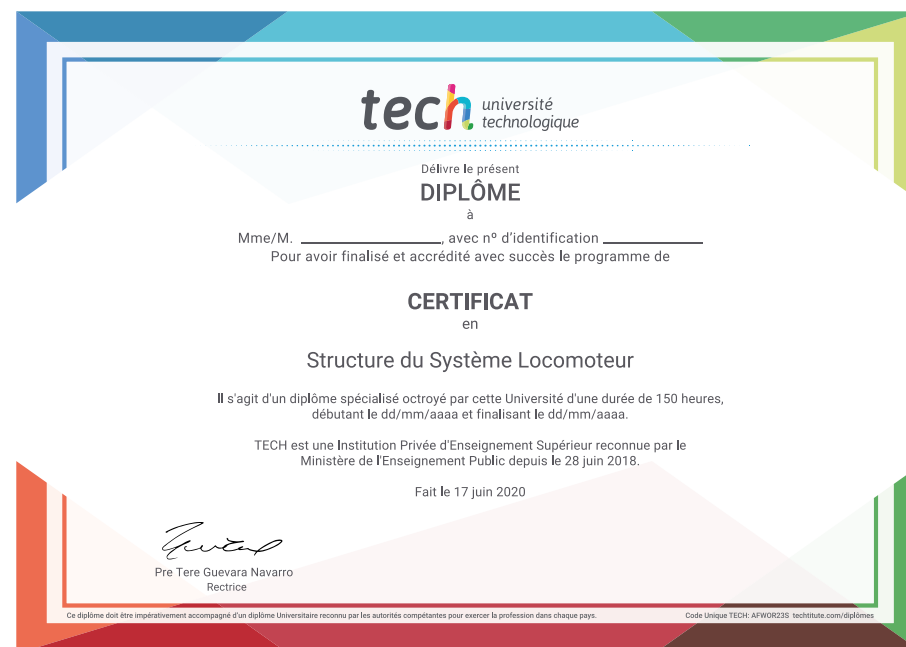 tech université
technologique
Délivre le présent
DIPLÔME
à
Mme/M. ____________________, avec nº d'identification ______________
Pour avoir finalisé et accrédité avec succès le programme de
CERTIFICAT
en
Structure du Système Locomoteur
Il s'agit d'un diplôme spécialisé octroyé par cette Université d'une durée de 150 heures,
débutant le dd/mm/aaaa et finalisant le dd/mm/aaaa.
TECH est une Institution Privée d'Enseignement Supérieur reconnue par le
Ministère de l'Enseignement Public depuis le 28 juin 2018.
Fait le 17 juin 2020
Pre Tere Guevara Navarro
Rectrice
Ce diplôme doit être impérativement accompagné d'un diplôme Universitaire reconnu par les autorités compétantes pour exercer la profession dans chaque pays.
Code Unique TECH: AFWOR23S techtitute.com/diplômes